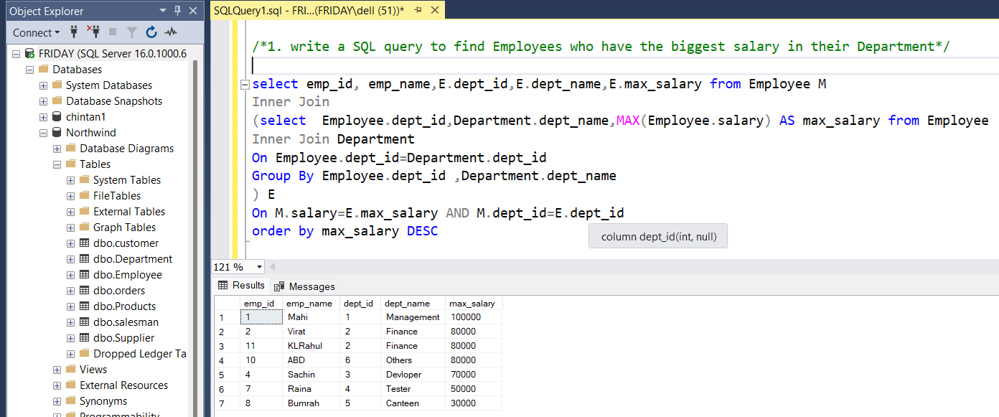 Object Explorer
Connect
FRIDAY (SQL Server 16.0.1000.6
Databases
System Databases
Database Snapshots
chintan1
Northwind
Database Diagrams
Tables
System Tables
FileTables
External Tables
Graph Tables
dbo.customer
dbo.Department
dbo.Employee
dbo.orders
dbo.Products
dbo.salesman
dbo.Supplier
Dropped Ledger Ta
Views
External Resources
Synonyms
Programmability
SQLQuery1.sql - FRI...(FRIDAY\dell (51))*
/*1. write a SQL query to find Employees who have the biggest salary in their Department*/
select emp_id, emp_name,E.dept_id,E.dept_name,E.max_salary from Employee M
Inner Join
(select  Employee.dept_id,Department.dept_name,MAX(Employee.salary) AS max_salary from Employee
Inner Join Department
On Employee.dept_id=Department.dept_id
Group By Employee.dept_id ,Department.dept_name
) E
On M.salary=E.max_salary AND M.dept_id=E.dept_id
order by max_salary DESC
column dept_id(int, null)
121 %
Results Messages
emp_id emp_name dept_id dept_name max_salary
1 1 Mahi 1 Management 100000
2 2 Virat 2 Finance 80000
3 11 KLRahul 2 Finance 80000
4 10 ABD 6 Others 80000
5 4 Sachin 3 Devloper 70000
6 7 Raina 4 Tester 50000
7 8 Bumrah 5 Canteen 30000